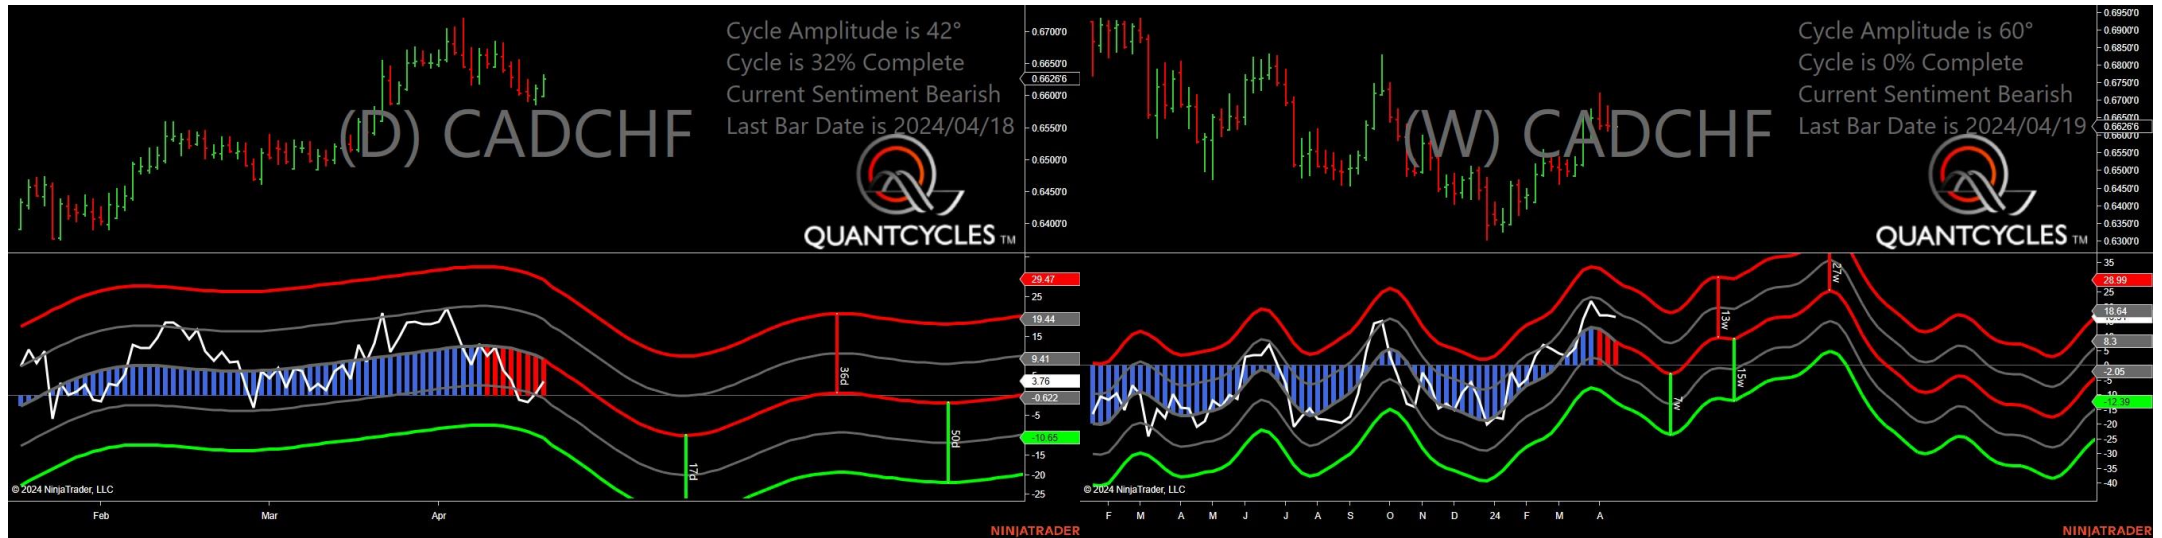 Cycle Amplitude is 42°
Cycle is 32% Complete
Current Sentiment Bearish
Last Bar Date is 2024/04/18
(D) CADCHF
QUANTCYCLES TM
0.6700'0
0.6650'0
0.6626'6
0.6600'0
0.6550'0
0.6500'0
0.6450'0
0.6400'0
29.47
25
19.44
15
9.41
3.76
-0.622
-5
-10.65
-15
-20
-25
17d
36d
50d
© 2024 NinjaTrader, LLC
Feb Mar Apr
NINJATRADER
Cycle Amplitude is 60°
Cycle is 0% Complete
Current Sentiment Bearish
Last Bar Date is 2024/04/19
(W) CADCHF
QUANTCYCLES TM
0.6950'0
0.6900'0
0.6850'0
0.6800'0
0.6750'0
0.6700'0
0.6650'0
0.6626'6
0.6600'0
0.6550'0
0.6500'0
0.6450'0
0.6400'0
0.6350'0
0.6300'0
35
28.99
25
18.64
8.3
5
-2.05
-5
-12.39
-15
-20
-25
-30
-35
-40
7w
13w
15w
27w
© 2024 NinjaTrader, LLC
F M A M J J A S O N D 24 F M A
NINJATRADER